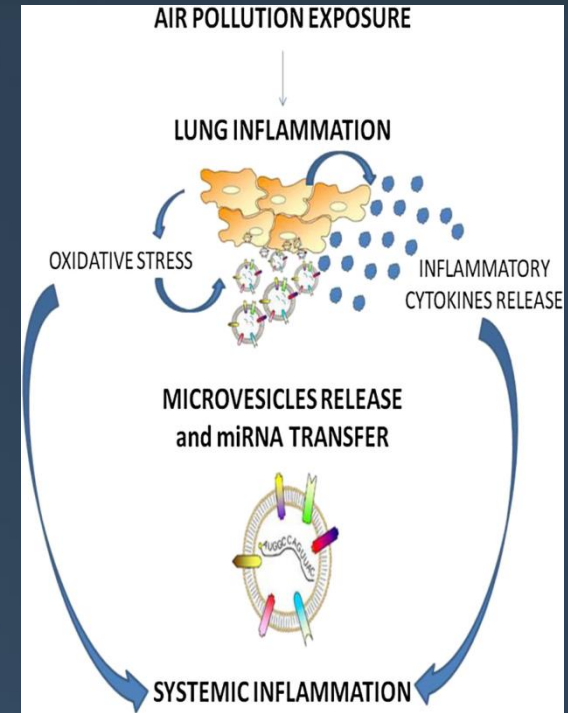 AIR POLLUTION EXPOSURE
LUNG INFLAMMATION
OXIDATIVE STRESS
INFLAMMATORY
CYTOKINES RELEASE
MICROVESICLES RELEASE
and miRNA TRANSFER
SYSTEMIC INFLAMMATION